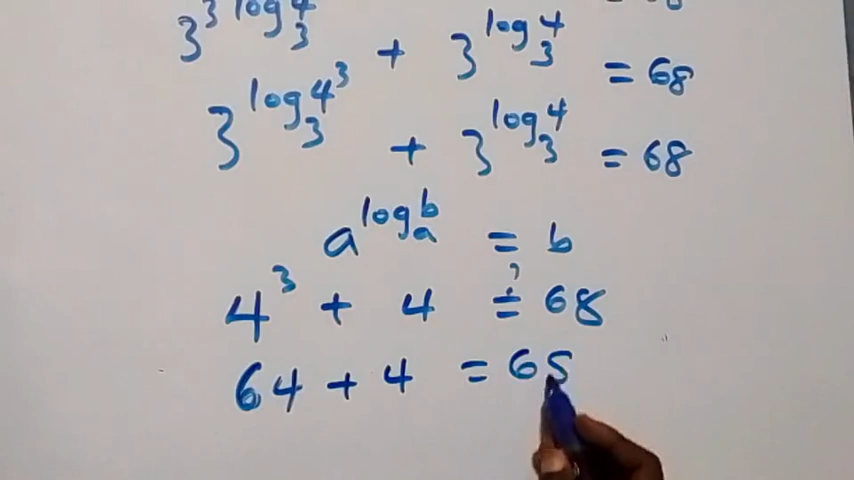 3^{3 log_3 4} 68
3^{log_3 4^3} + 3^{log_3 4} = 68
+ 3^{log_3 4} = 68
a^{log_a b} = b
4^3 + 4 =? 68
64 + 4 = 6